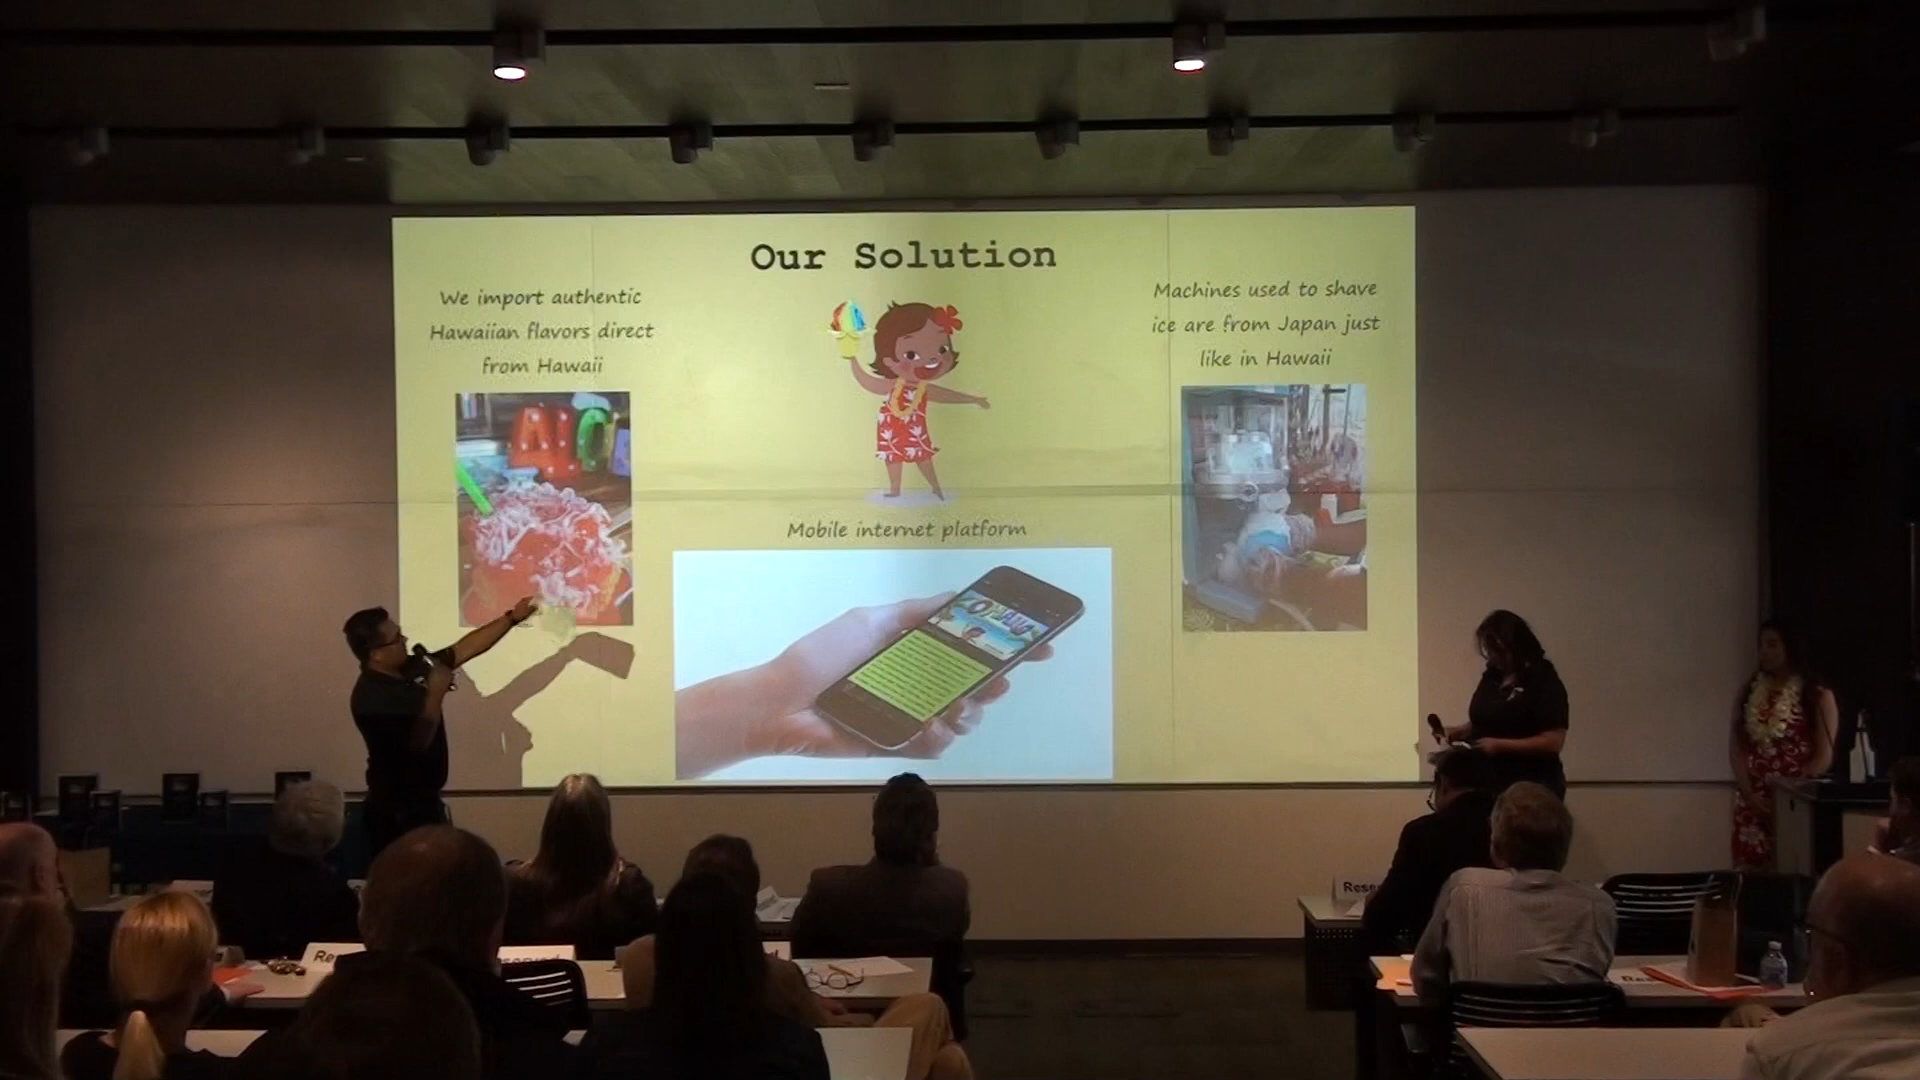 Our Solution
We import authentic
Hawaiian flavors direct
from Hawaii
Machines used to shave
ice are from Japan just
like in Hawaii
Mobile internet platform